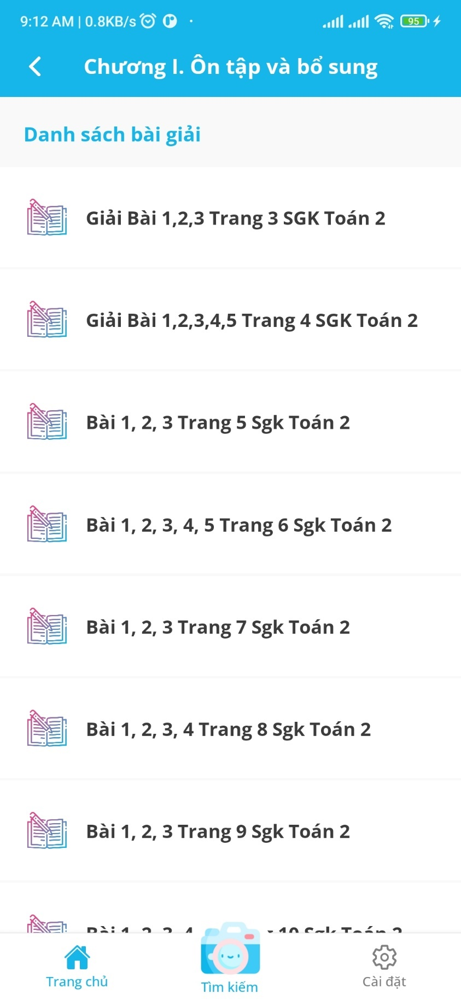 9:12 AM | 0.8KB/s
95
Chương I. Ôn tập và bổ sung
Danh sách bài giải
Giải Bài 1,2,3 Trang 3 SGK Toán 2
Giải Bài 1,2,3,4,5 Trang 4 SGK Toán 2
Bài 1, 2, 3 Trang 5 Sgk Toán 2
Bài 1, 2, 3, 4, 5 Trang 6 Sgk Toán 2
Bài 1, 2, 3 Trang 7 Sgk Toán 2
Bài 1, 2, 3, 4 Trang 8 Sgk Toán 2
Bài 1, 2, 3 Trang 9 Sgk Toán 2
Bài 1, 2, 3, 4 10 Sgk Toán 2
Trang chủ
Tìm kiếm
Cài đặt